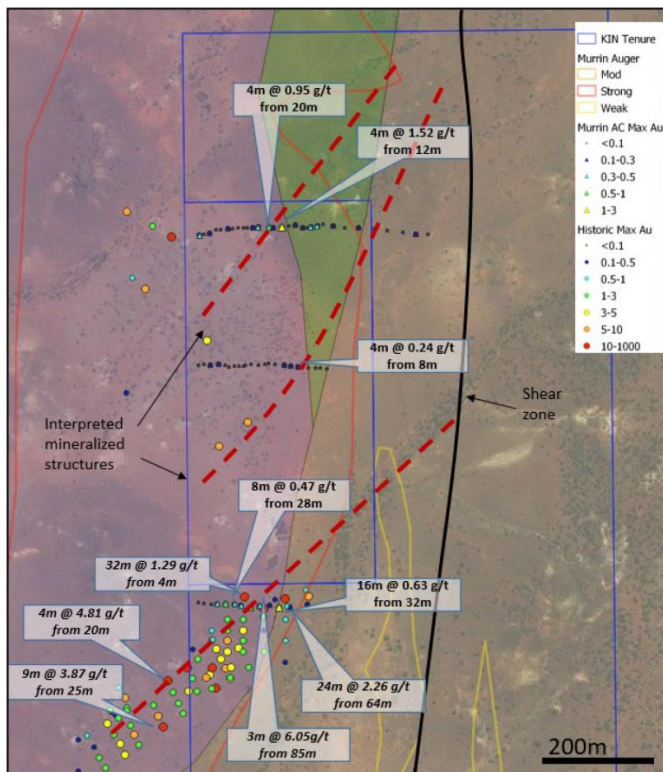 KIN Tenure
Murrin Auger
Mod
Strong
Weak
Murrin AC Max Au
<0.1
0.1-0.3
0.3-0.5
0.5-1
1-3
Historic Max Au
<0.1
0.1-0.5
0.5-1
1-3
3-5
5-10
10-1000
4m @ 0.95 g/t
from 20m
4m @ 1.52 g/t
from 12m
4m @ 0.24 g/t
from 8m
Shear
zone
Interpreted
mineralized
structures
8m @ 0.47 g/t
from 28m
32m @ 1.29 g/t
from 4m
16m @ 0.63 g/t
from 32m
4m @ 4.81 g/t
from 20m
9m @ 3.87 g/t
from 25m
24m @ 2.26 g/t
from 64m
3m @ 6.05g/t
from 85m
200m